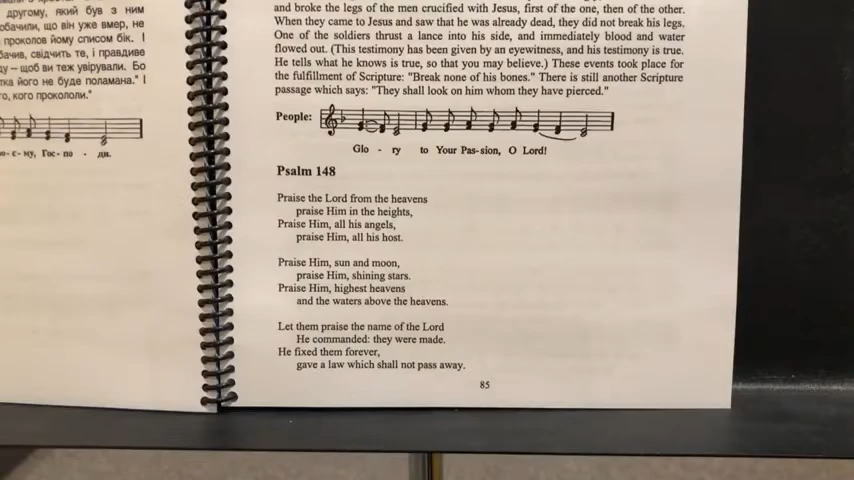 другому, який був з ним
обачили, що він уже вмер, не
проколов йому списом бік. І
бачив, свідчить те, і правдиве
ду – щоб ви теж увірували. Бо
тка його не буде поламана." І
го, кого прокололи."
о- є- му, Гос- по - ди.
and broke the legs of the men crucified with Jesus, first of the one, then of the other.
When they came to Jesus and saw that he was already dead, they did not break his legs.
One of the soldiers thrust a lance into his side, and immediately blood and water
flowed out. (This testimony has been given by an eyewitness, and his testimony is true.
He tells what he knows is true, so that you may believe.) These events took place for
the fulfillment of Scripture: "Break none of his bones." There is still another Scripture
passage which says: "They shall look on him whom they have pierced."
People:
Glo - ry to Your Pas-sion, O Lord!
Psalm 148
Praise the Lord from the heavens
praise Him in the heights,
Praise Him, all his angels,
praise Him, all his host.
Praise Him, sun and moon,
praise Him, shining stars.
Praise Him, highest heavens
and the waters above the heavens.
Let them praise the name of the Lord
He commanded: they were made.
He fixed them forever,
gave a law which shall not pass away.
85